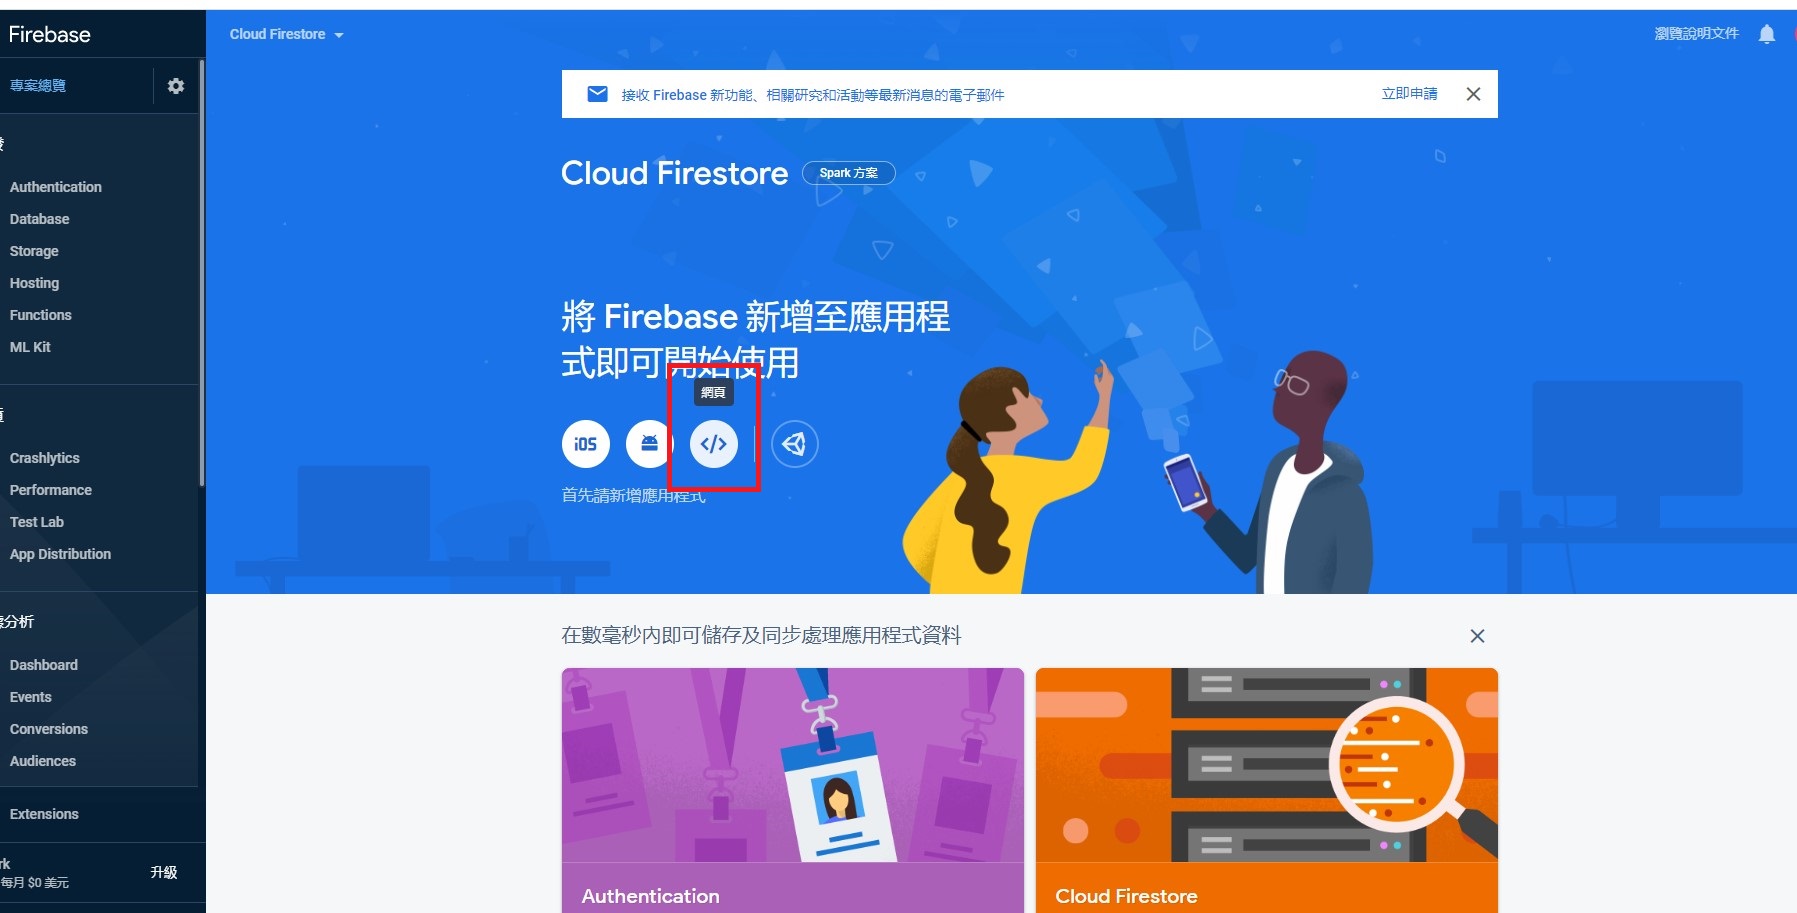 Firebase
Cloud Firestore
瀏覽說明文件
專案總覽
接收 Firebase 新功能、相關研究和活動等最新消息的電子郵件
立即申請
Cloud Firestore
Spark 方案
Authentication
Database
Storage
Hosting
Functions
ML Kit
將 Firebase 新增至應用程
式即可開始使用
網頁
iOS
</>
首先請新增應用程式
Crashlytics
Performance
Test Lab
App Distribution
分析
Dashboard
Events
Conversions
Audiences
Extensions
rk
每月 $0 美元
升級
在數毫秒內即可儲存及同步處理應用程式資料
Authentication
Cloud Firestore